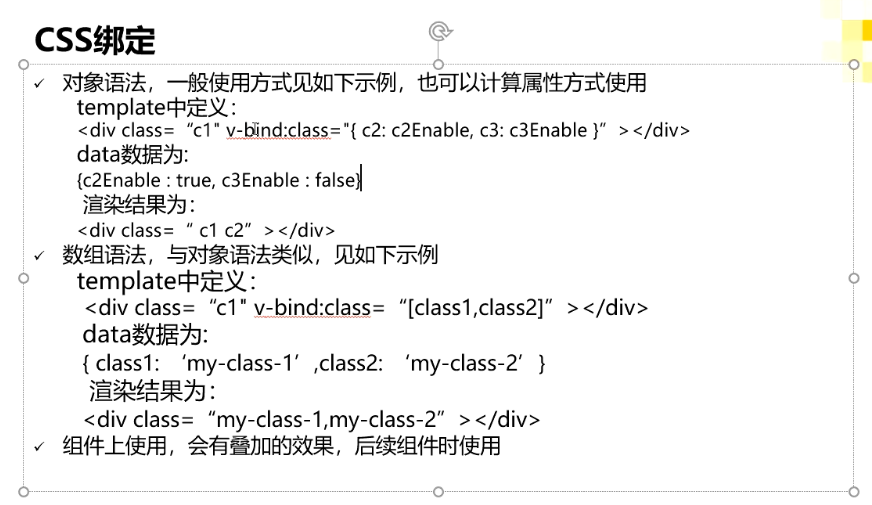 CSS绑定
✓ 对象语法，一般使用方式见如下示例，也可以计算属性方式使用
template中定义：
<div class=“c1" v-bind:class="{ c2: c2Enable, c3: c3Enable }”></div>
data数据为:
{c2Enable : true, c3Enable : false}
渲染结果为：
<div class=“ c1 c2”></div>
✓ 数组语法，与对象语法类似，见如下示例
template中定义：
<div class=“c1" v-bind:class=“[class1,class2]”></div>
data数据为:
{ class1: ‘my-class-1’,class2: ‘my-class-2’}
渲染结果为：
<div class=“my-class-1,my-class-2”></div>
✓ 组件上使用，会有叠加的效果，后续组件时使用